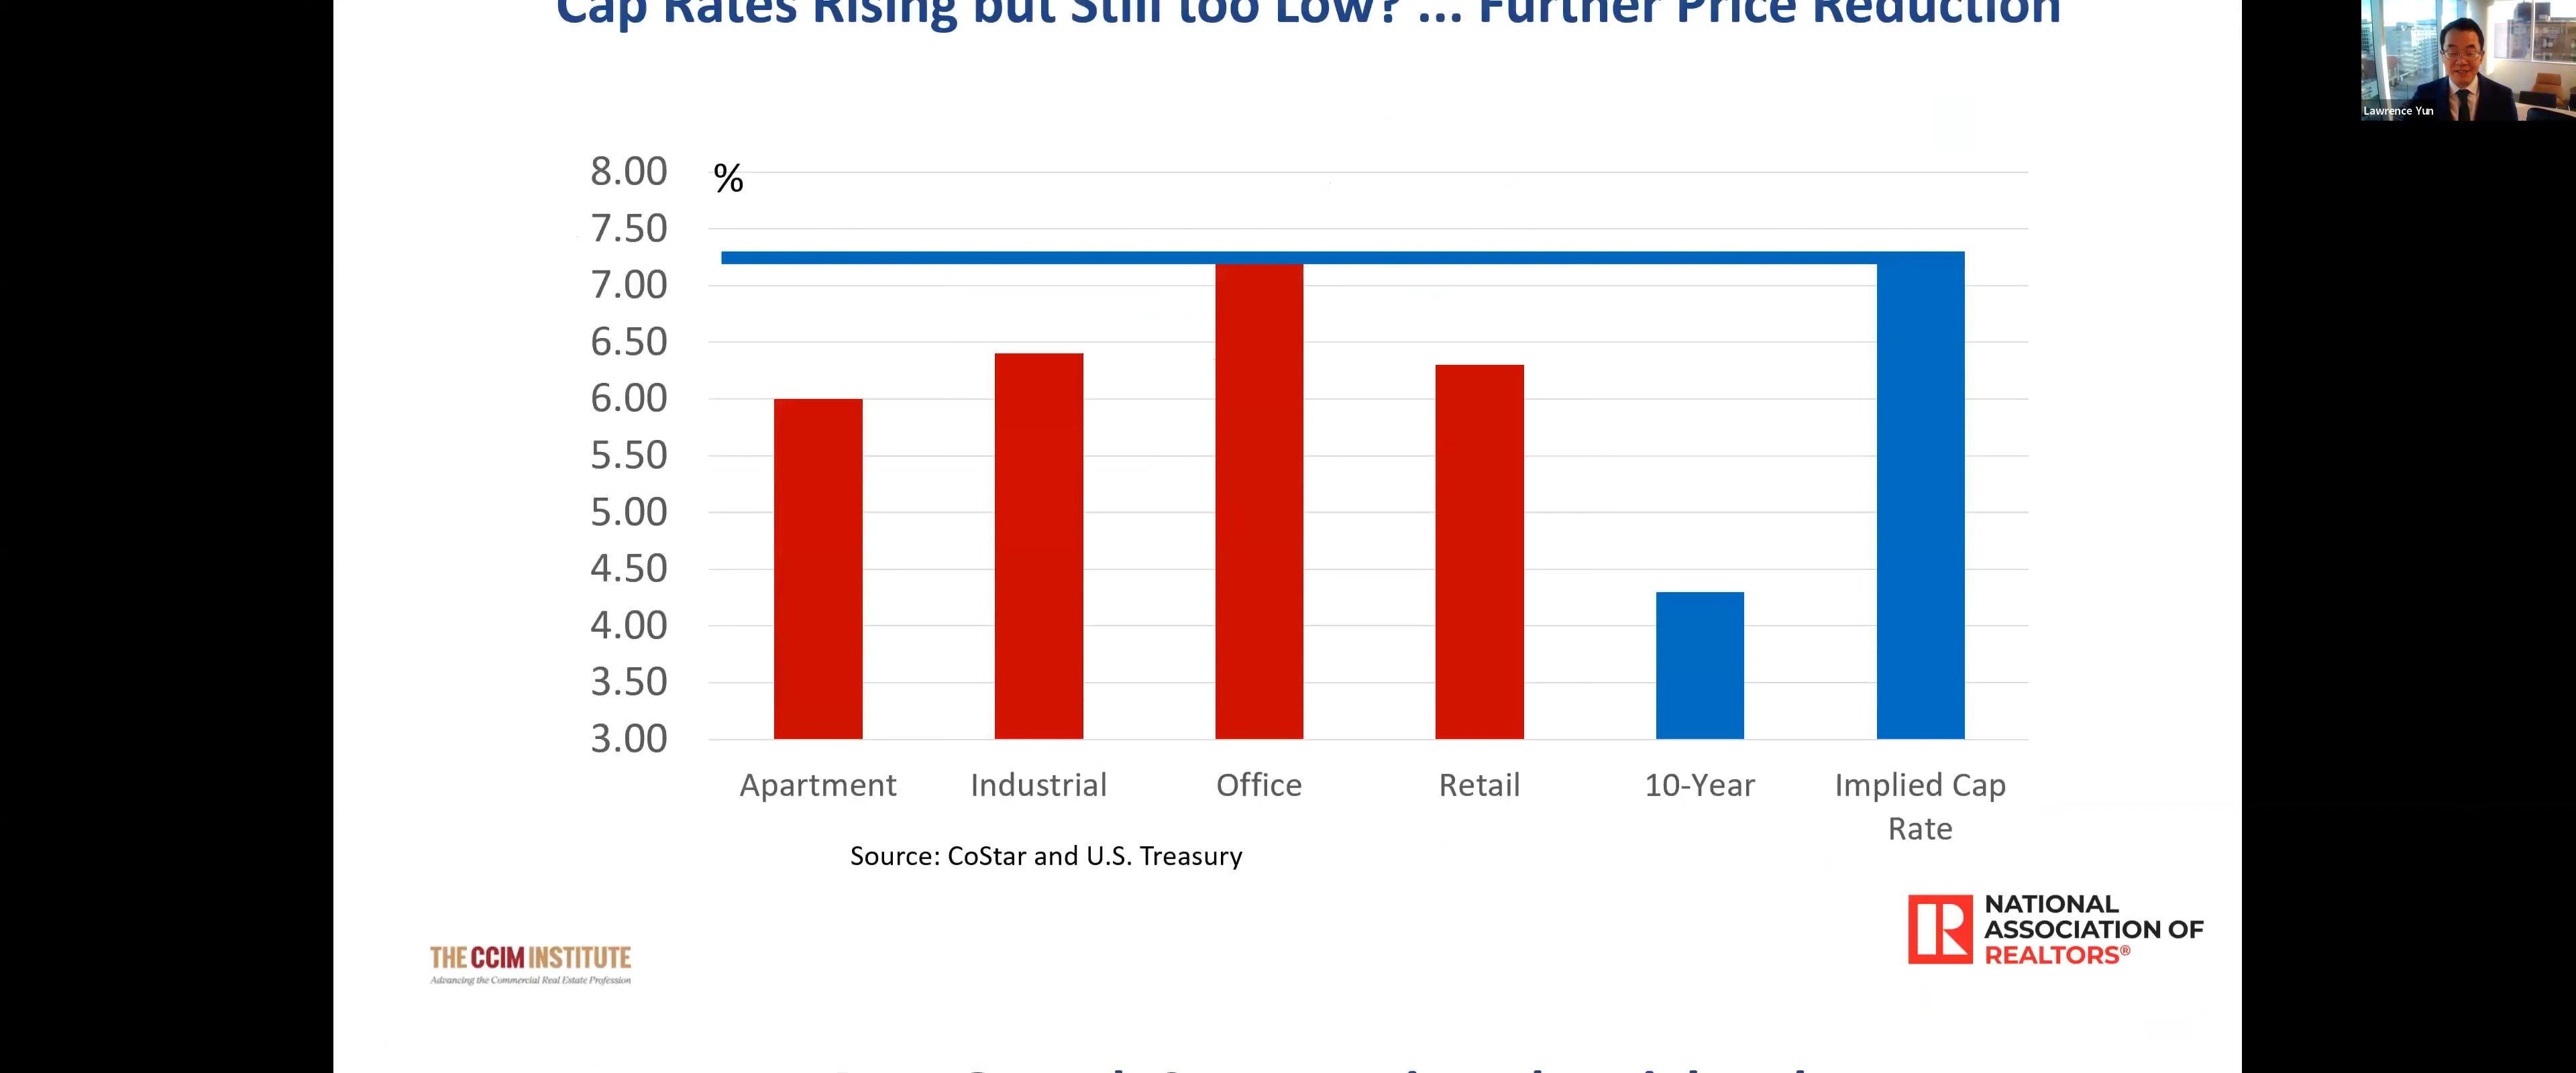 Cap Rates Rising but Still too Low? ... Further Price Reduction
Lawrence Yun
%
8.00
7.50
7.00
6.50
6.00
5.50
5.00
4.50
4.00
3.50
3.00
Apartment
Industrial
Office
Retail
10-Year
Implied Cap
Rate
Source: CoStar and U.S. Treasury
THE CCIM INSTITUTE
Advancing the Commercial Real Estate Profession
NATIONAL
ASSOCIATION OF
REALTORS®